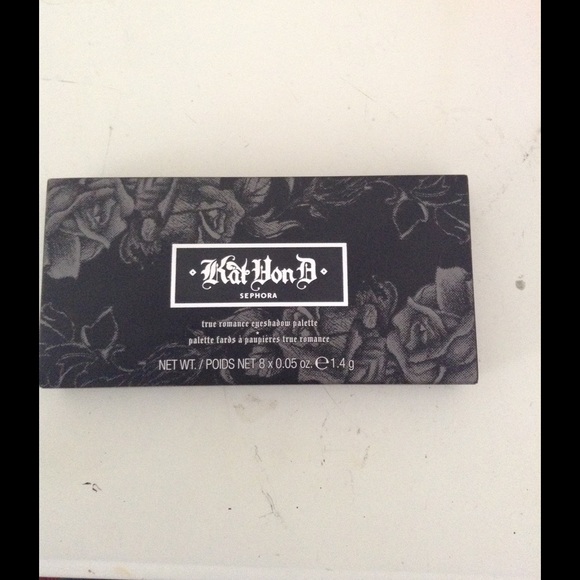 Kat Von D
SEPHORA
true romance eyeshadow palette
palette fards à paupières true romance
NET WT. / POIDS NET 8 x 0.05 oz. ℮ 1.4 g